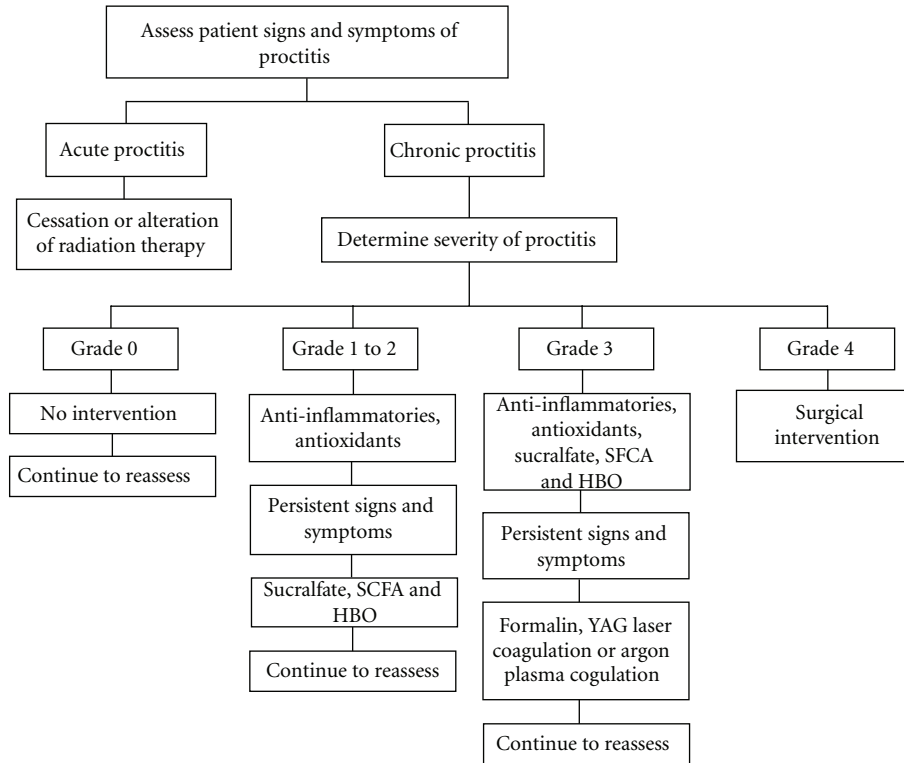 Assess patient signs and symptoms of
proctitis
Acute proctitis
Chronic proctitis
Cessation or alteration
of radiation therapy
Determine severity of proctitis
Grade 0
Grade 1 to 2
Grade 3
Grade 4
No intervention
Continue to reassess
Anti-inflammatories,
antioxidants
Persistent signs and
symptoms
Sucralfate, SCFA and
HBO
Continue to reassess
Anti-inflammatories,
antioxidants,
sucralfate, SFCA
and HBO
Persistent signs and
symptoms
Formalin, YAG laser
coagulation or argon
plasma cogulation
Continue to reassess
Surgical
intervention